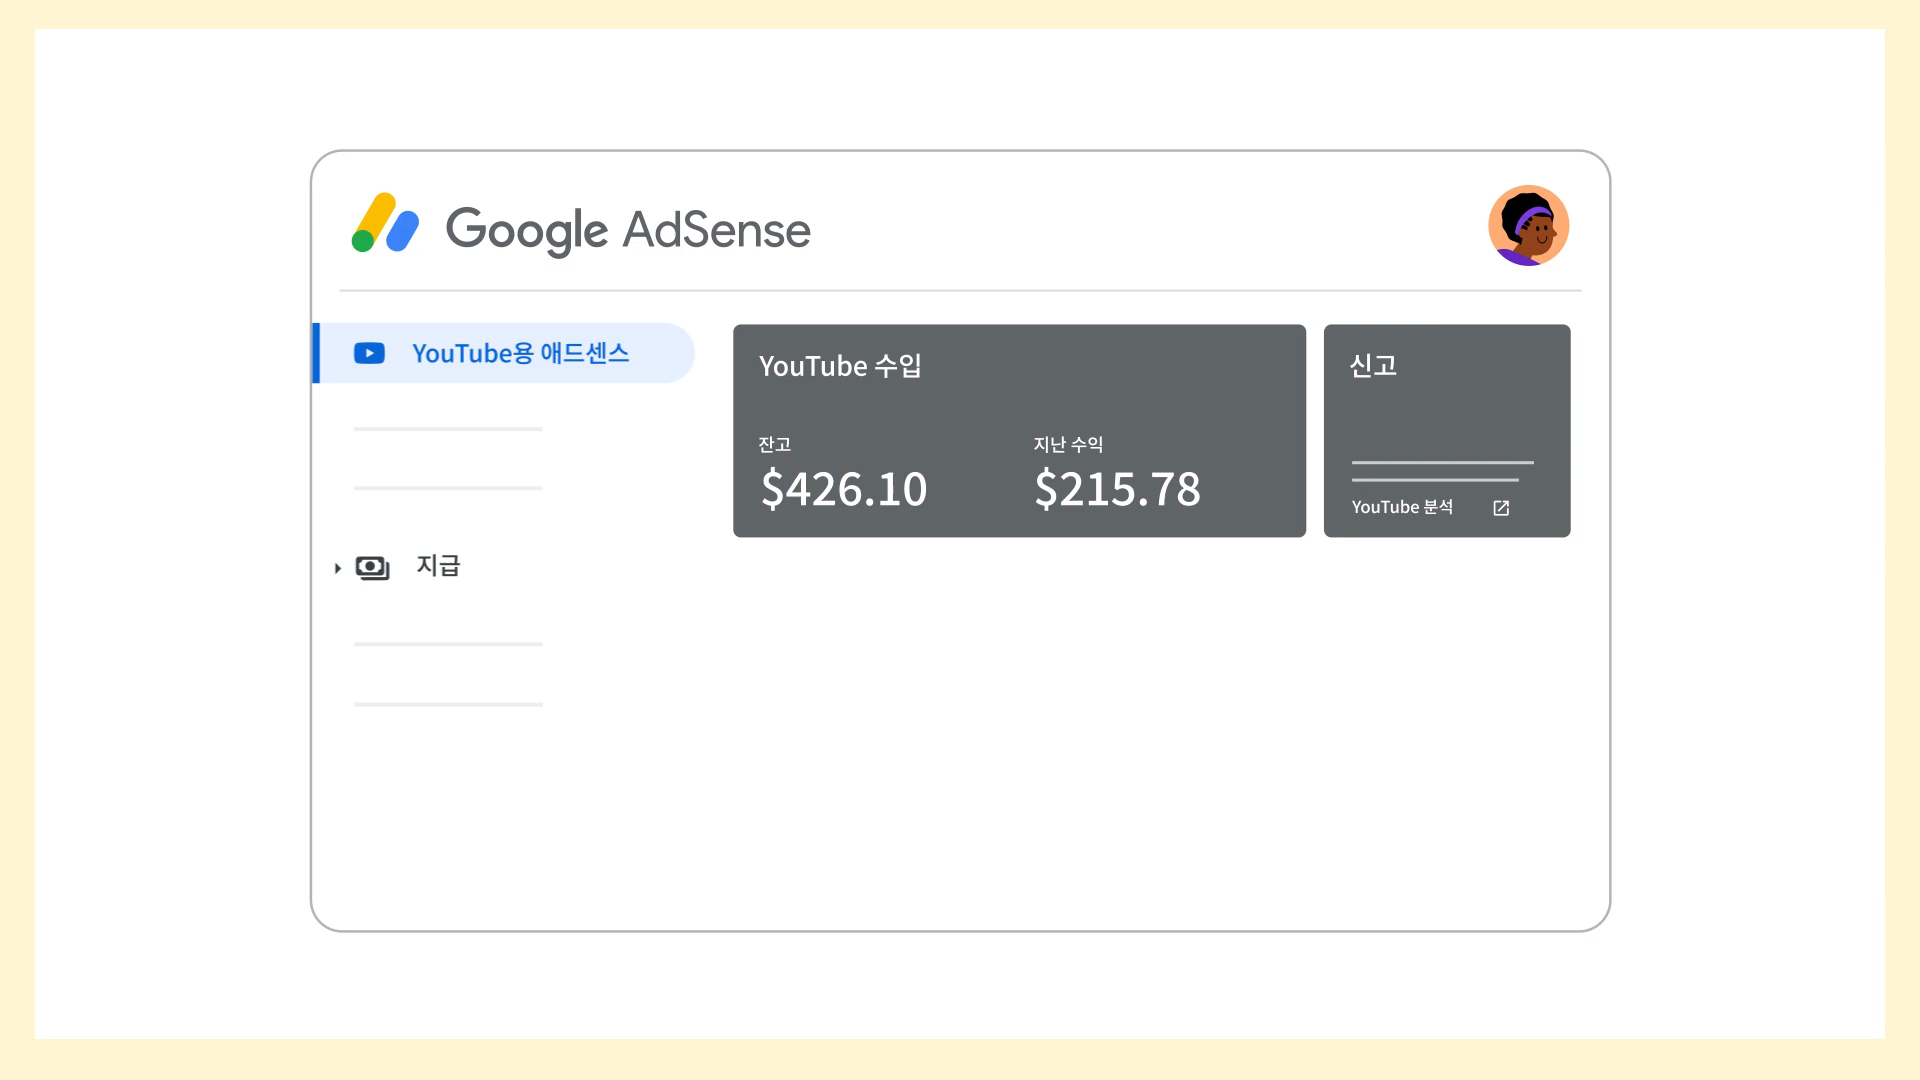 Google AdSense
YouTube용 애드센스
지급
YouTube 수입
잔고
$426.10
지난 수익
$215.78
신고
YouTube 분석